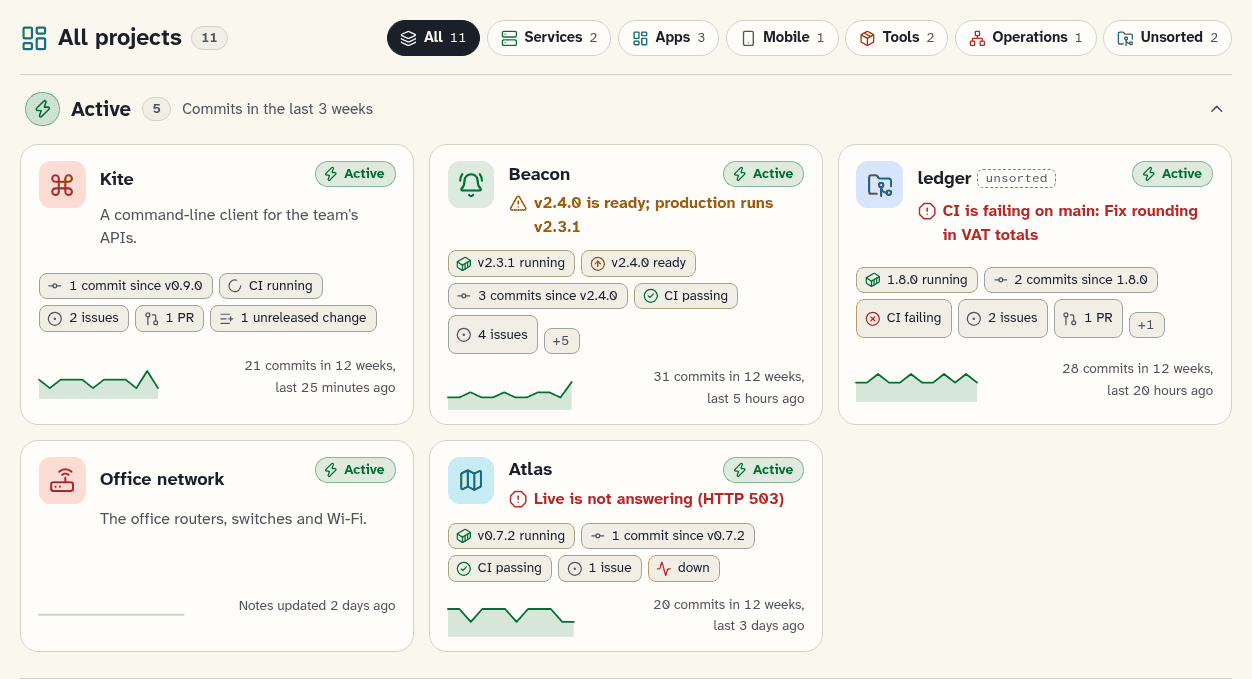 All projects 11
All 11
Services 2
Apps 3
Mobile 1
Tools 2
Operations 1
Unsorted 2
Active 5 Commits in the last 3 weeks
Kite
Active
A command-line client for the team's
APIs.
1 commit since v0.9.0
CI running
2 issues
1 PR
1 unreleased change
21 commits in 12 weeks,
last 25 minutes ago
Beacon
Active
v2.4.0 is ready; production runs
v2.3.1
v2.3.1 running
v2.4.0 ready
3 commits since v2.4.0
CI passing
4 issues
+5
31 commits in 12 weeks,
last 5 hours ago
ledger unsorted
Active
CI is failing on main: Fix rounding
in VAT totals
1.8.0 running
2 commits since 1.8.0
CI failing
2 issues
1 PR
+1
28 commits in 12 weeks,
last 20 hours ago
Office network
Active
The office routers, switches and Wi-Fi.
Notes updated 2 days ago
Atlas
Active
Live is not answering (HTTP 503)
v0.7.2 running
1 commit since v0.7.2
CI passing
1 issue
down
20 commits in 12 weeks,
last 3 days ago